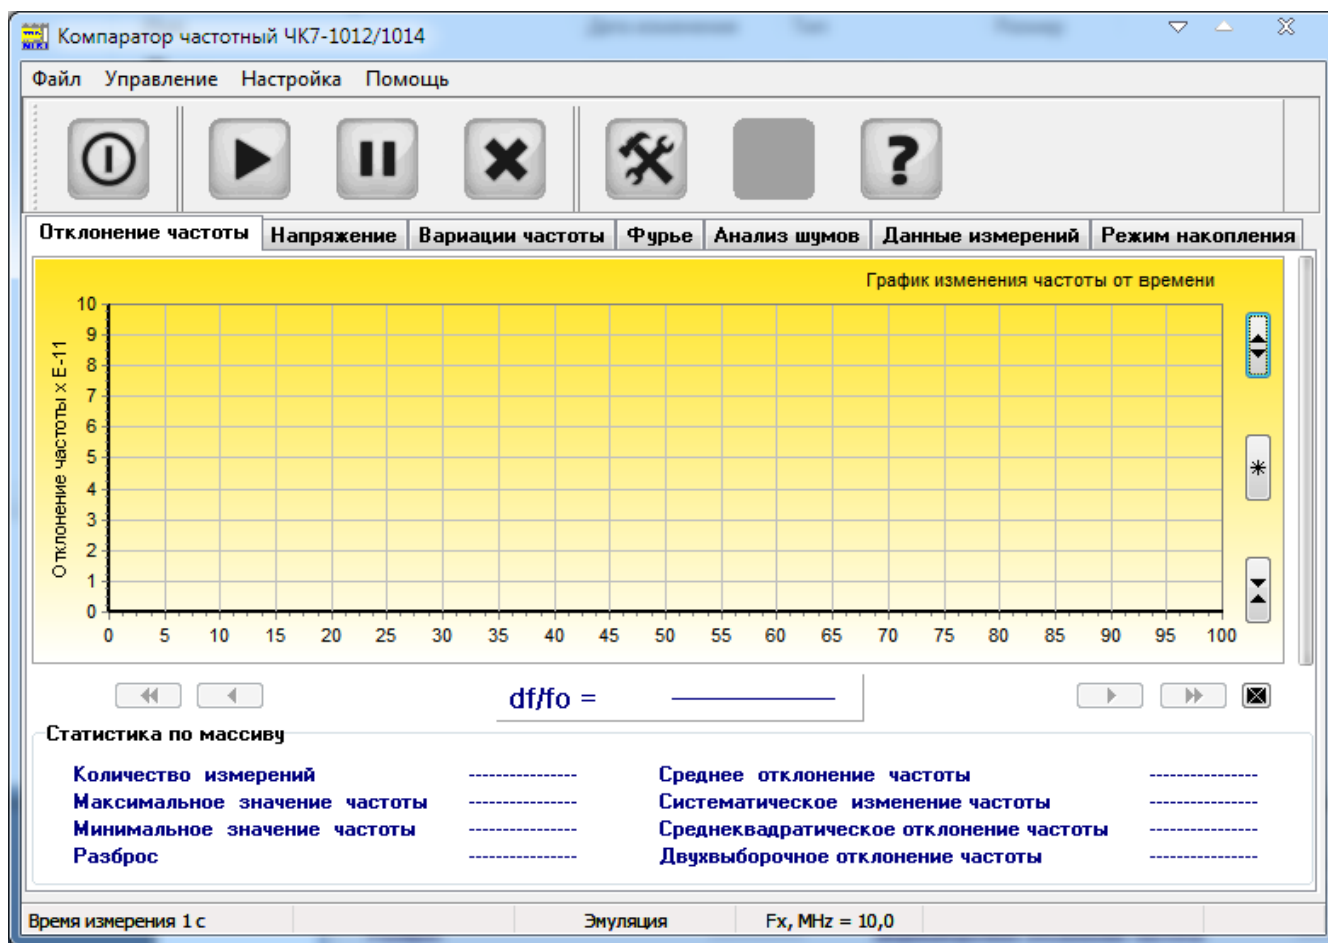 Компаратор частотный ЧК7-1012/1014
Файл Управление Настройка Помощь
Отклонение частоты Напряжение Вариации частоты Фурье Анализ шумов Данные измерений Режим накопления
График изменения частоты от времени
Отклонение частоты x E-11
10
9
8
7
6
5
4
3
2
1
0
0 5 10 15 20 25 30 35 40 45 50 55 60 65 70 75 80 85 90 95 100
df/fo =
Статистика по массиву
Количество измерений ---------------- Среднее отклонение частоты ----------------
Максимальное значение частоты ---------------- Систематическое изменение частоты ----------------
Минимальное значение частоты ---------------- Среднеквадратическое отклонение частоты ----------------
Разброс ---------------- Двухвыборочное отклонение частоты ----------------
Время измерения 1 с Эмуляция Fx, MHz = 10,0